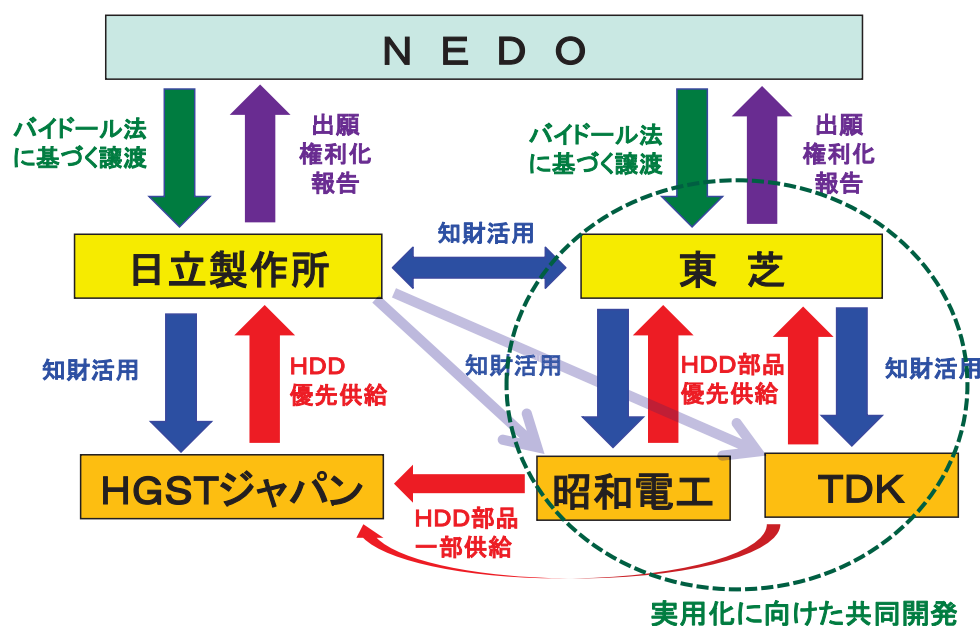 ＮＥＤＯ
バイドール法
に基づく譲渡
出願
権利化
報告
バイドール法
に基づく譲渡
出願
権利化
報告
日立製作所
知財活用
東芝
知財活用
HDD
優先供給
知財活用
HDD部品
優先供給
知財活用
HGSTジャパン
昭和電工
TDK
HDD部品
一部供給
実用化に向けた共同開発